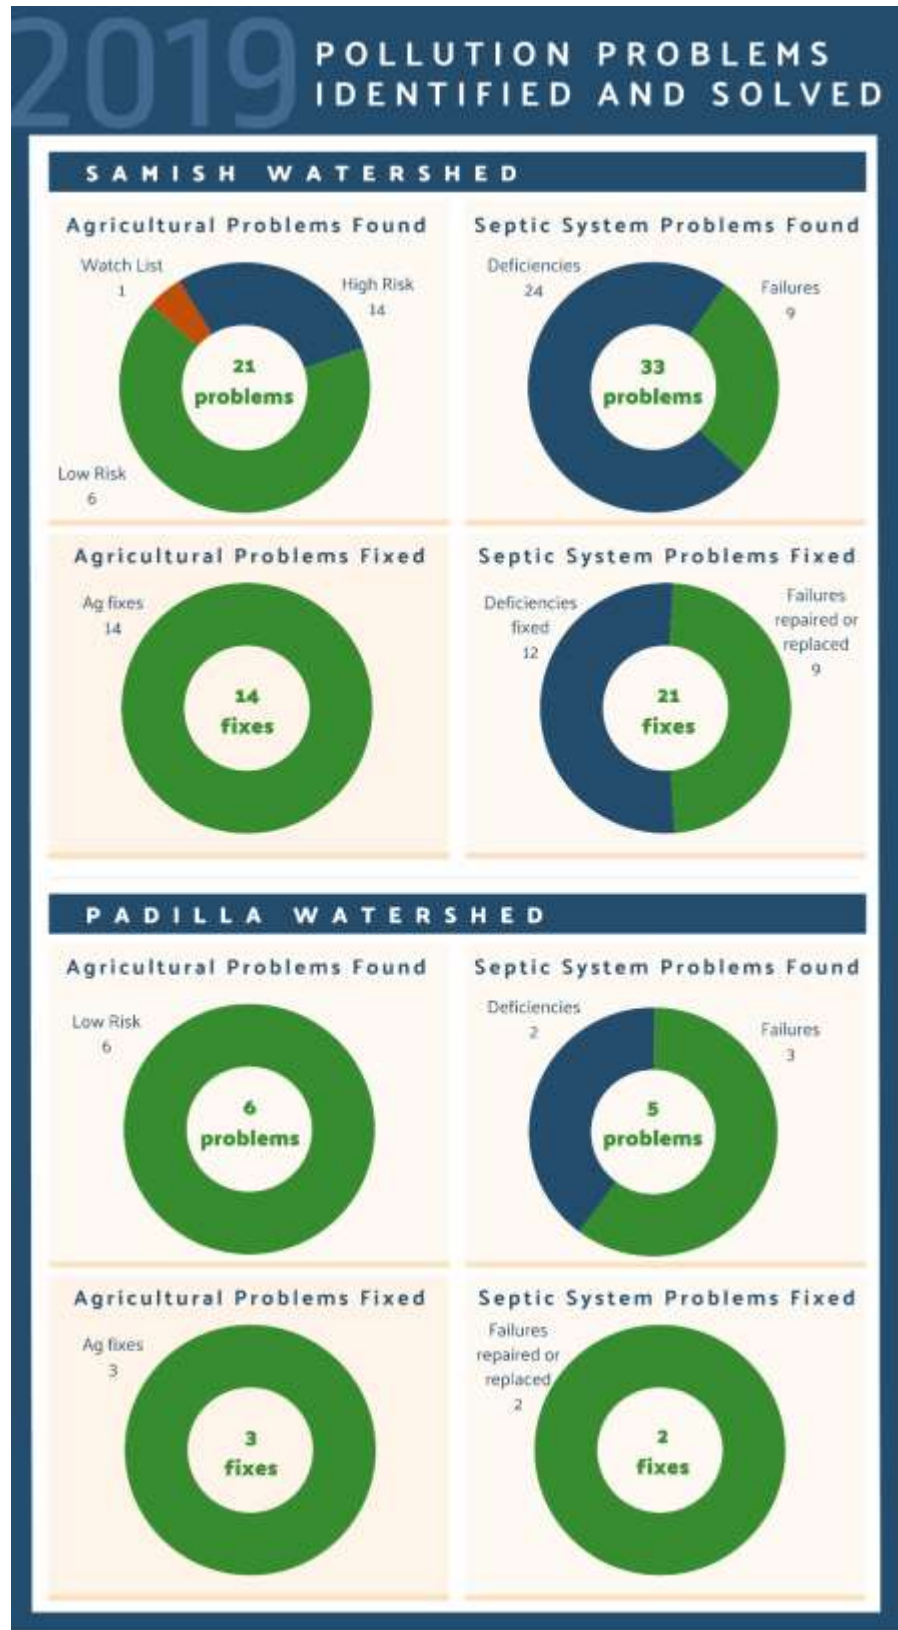 2019
POLLUTION PROBLEMS
IDENTIFIED AND SOLVED
SAMISH WATERSHED
Agricultural Problems Found
Watch List
1
High Risk
14
21
problems
Low Risk
6
Septic System Problems Found
Deficiencies
24
Failures
9
33
problems
Agricultural Problems Fixed
Ag fixes
14
14
fixes
Septic System Problems Fixed
Deficiencies
fixed
12
Failures
repaired or
replaced
9
21
fixes
PADILLA WATERSHED
Agricultural Problems Found
Low Risk
6
6
problems
Septic System Problems Found
Deficiencies
2
Failures
3
5
problems
Agricultural Problems Fixed
Ag fixes
3
3
fixes
Septic System Problems Fixed
Failures
repaired or
replaced
2
2
fixes